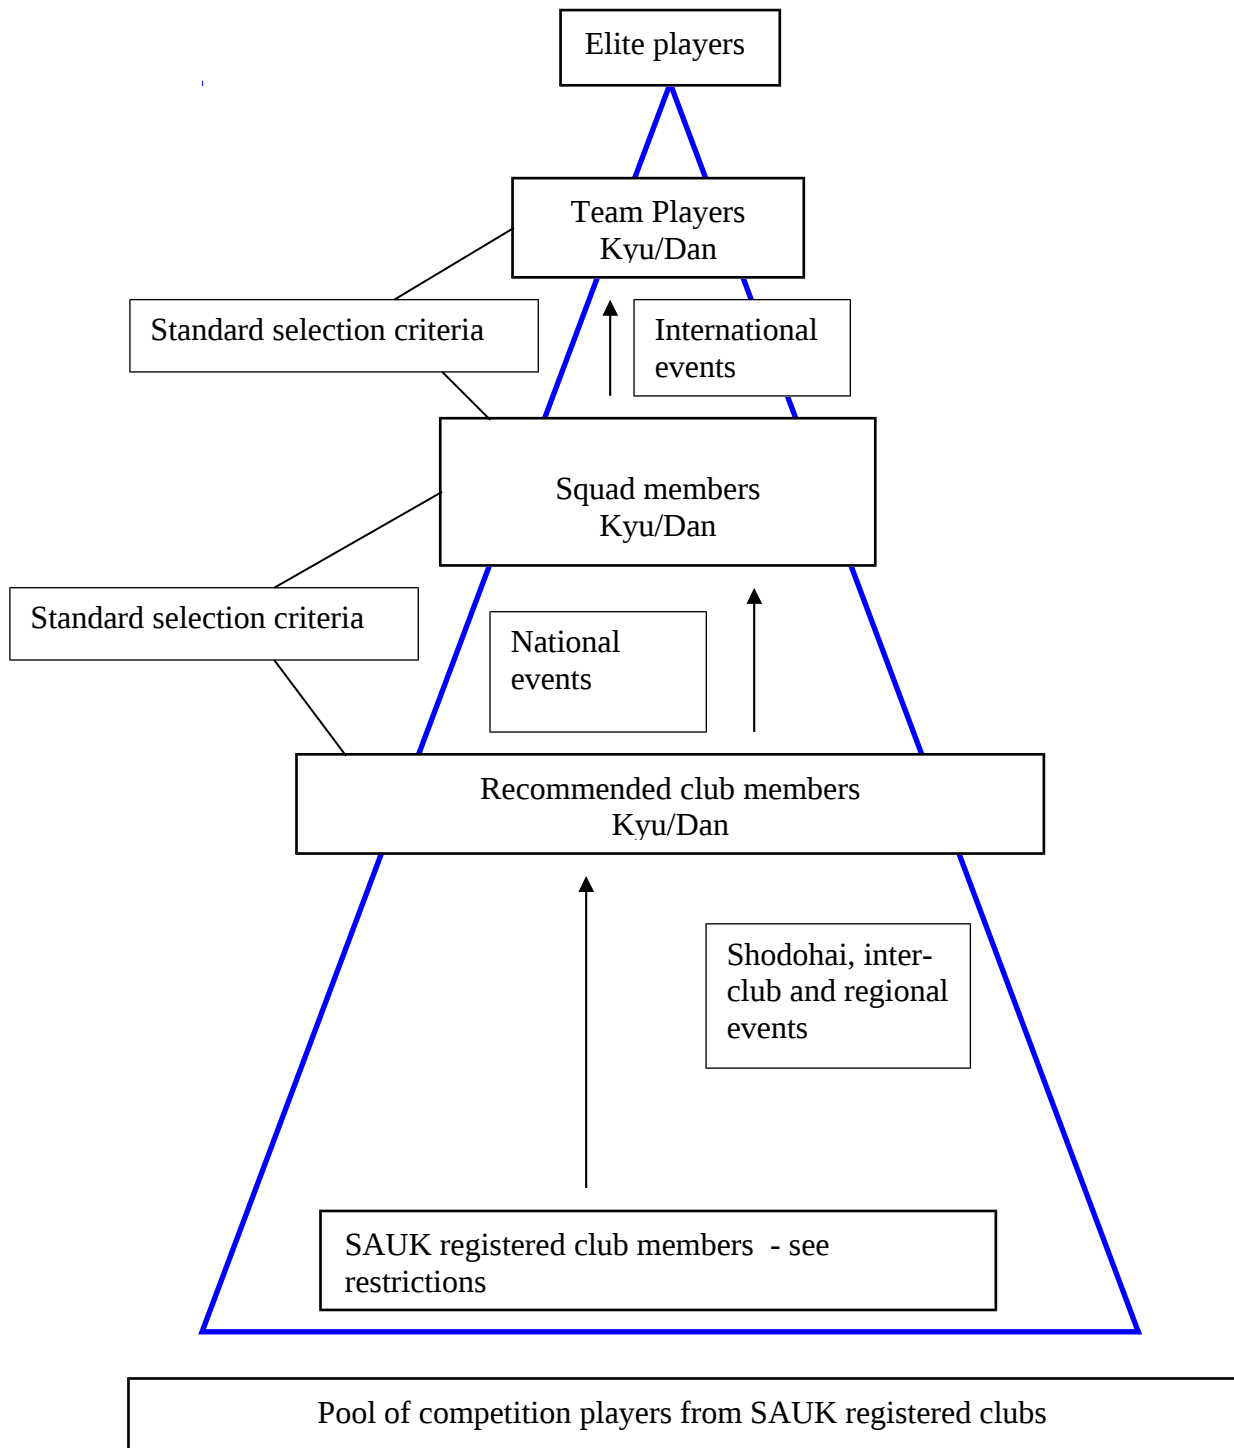 Elite players
Team Players
Kyu/Dan
Standard selection criteria
International
events
Squad members
Kyu/Dan
Standard selection criteria
National
events
Recommended club members
Kyu/Dan
Shodohai, inter-
club and regional
events
SAUK registered club members  - see
restrictions
Pool of competition players from SAUK registered clubs